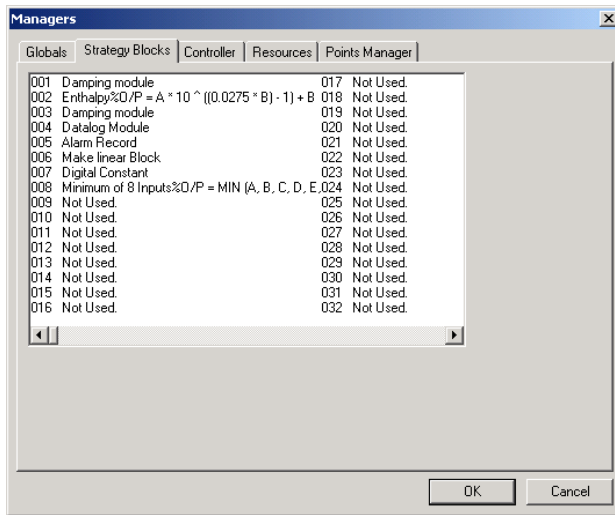 Managers
Globals Strategy Blocks Controller Resources Points Manager
001 Damping module 017 Not Used.
002 Enthalpy%O/P = A * 10 ^ ((0.0275 * B) - 1) + B 018 Not Used.
003 Damping module 019 Not Used.
004 Datalog Module 020 Not Used.
005 Alarm Record 021 Not Used.
006 Make linear Block 022 Not Used.
007 Digital Constant 023 Not Used.
008 Minimum of 8 Inputs%O/P = MIN (A, B, C, D, E, 024 Not Used.
009 Not Used. 025 Not Used.
010 Not Used. 026 Not Used.
011 Not Used. 027 Not Used.
012 Not Used. 028 Not Used.
013 Not Used. 029 Not Used.
014 Not Used. 030 Not Used.
015 Not Used. 031 Not Used.
016 Not Used. 032 Not Used.
OK Cancel